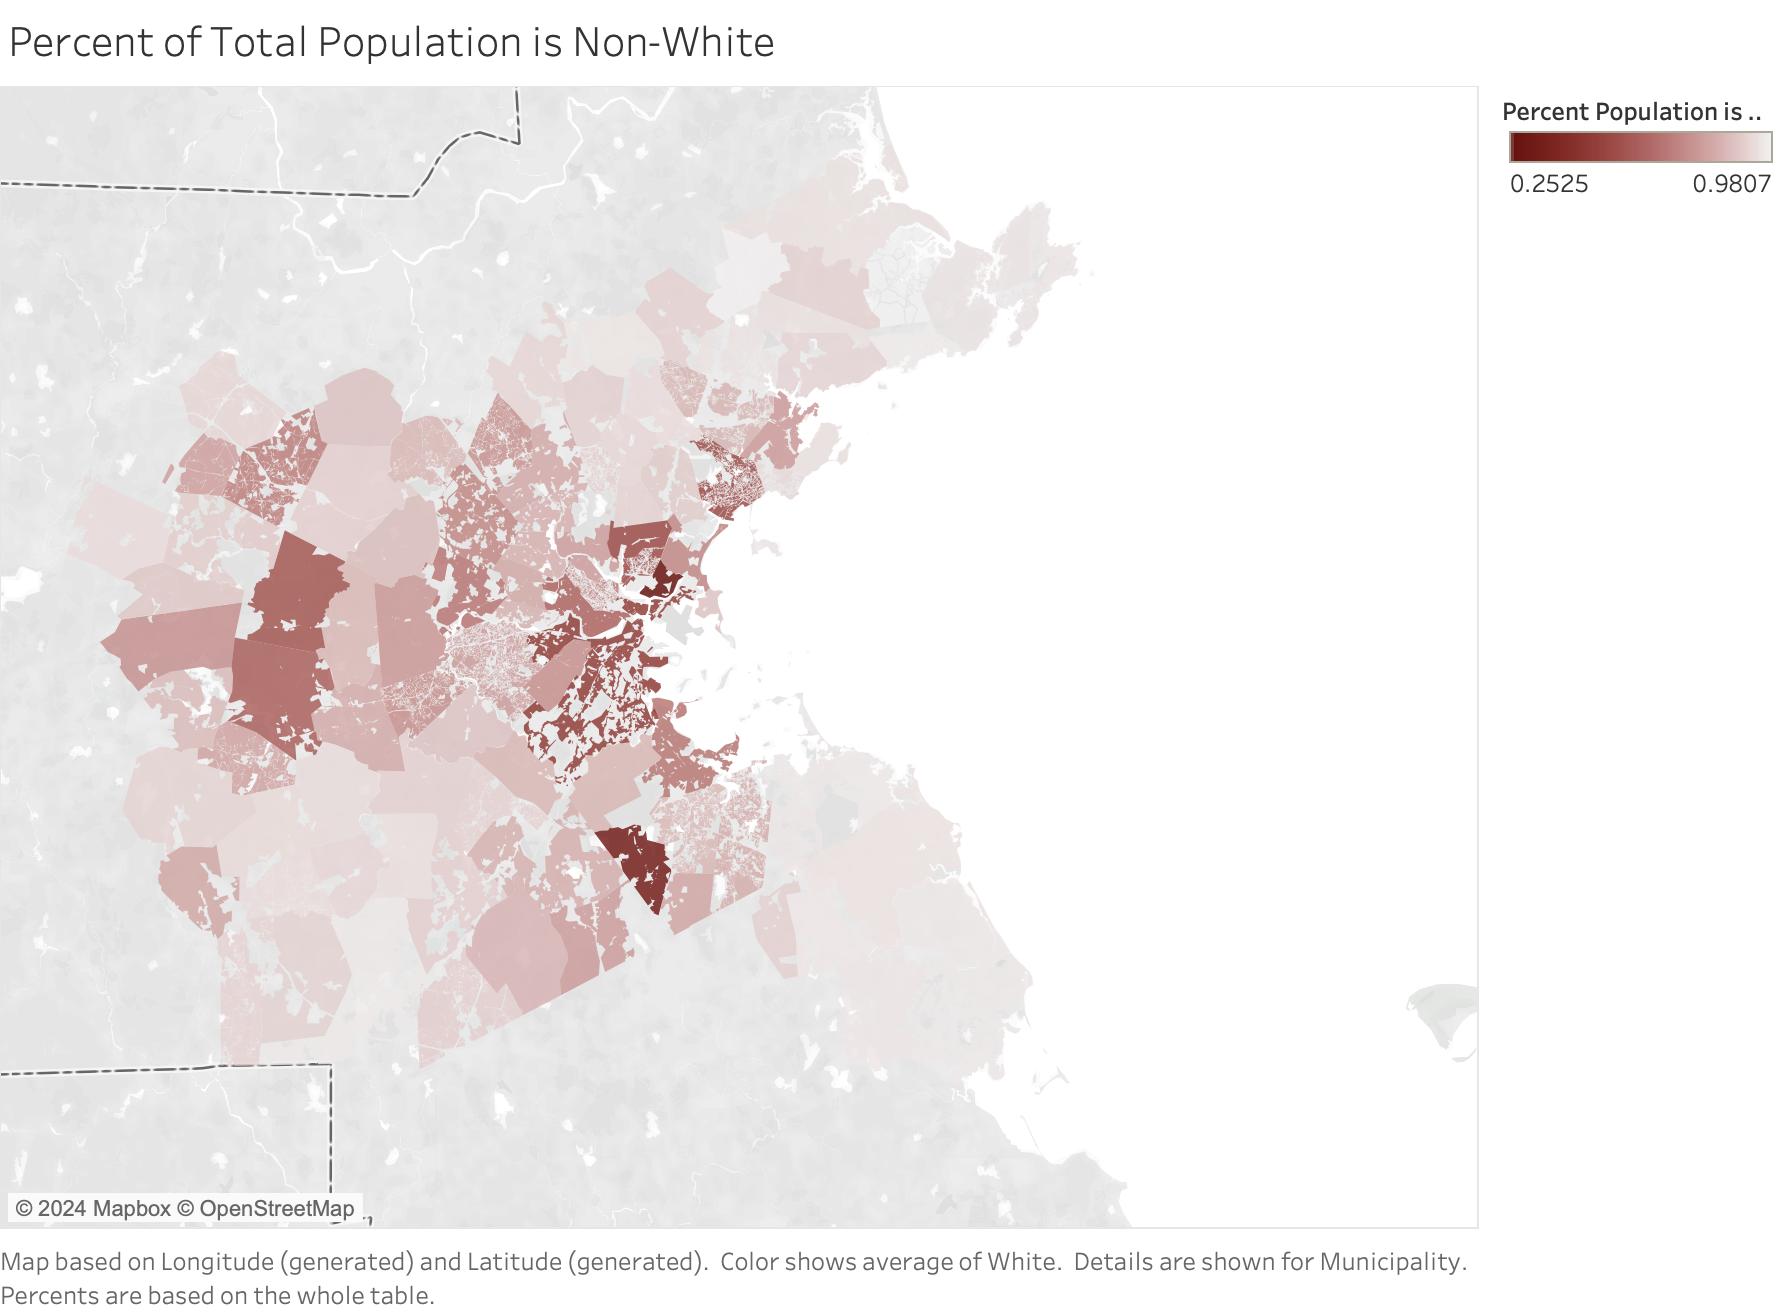 Percent of Total Population is Non-White
Percent Population is ..
0.2525 0.9807
© 2024 Mapbox © OpenStreetMap
Map based on Longitude (generated) and Latitude (generated).  Color shows average of White.  Details are shown for Municipality.
Percents are based on the whole table.